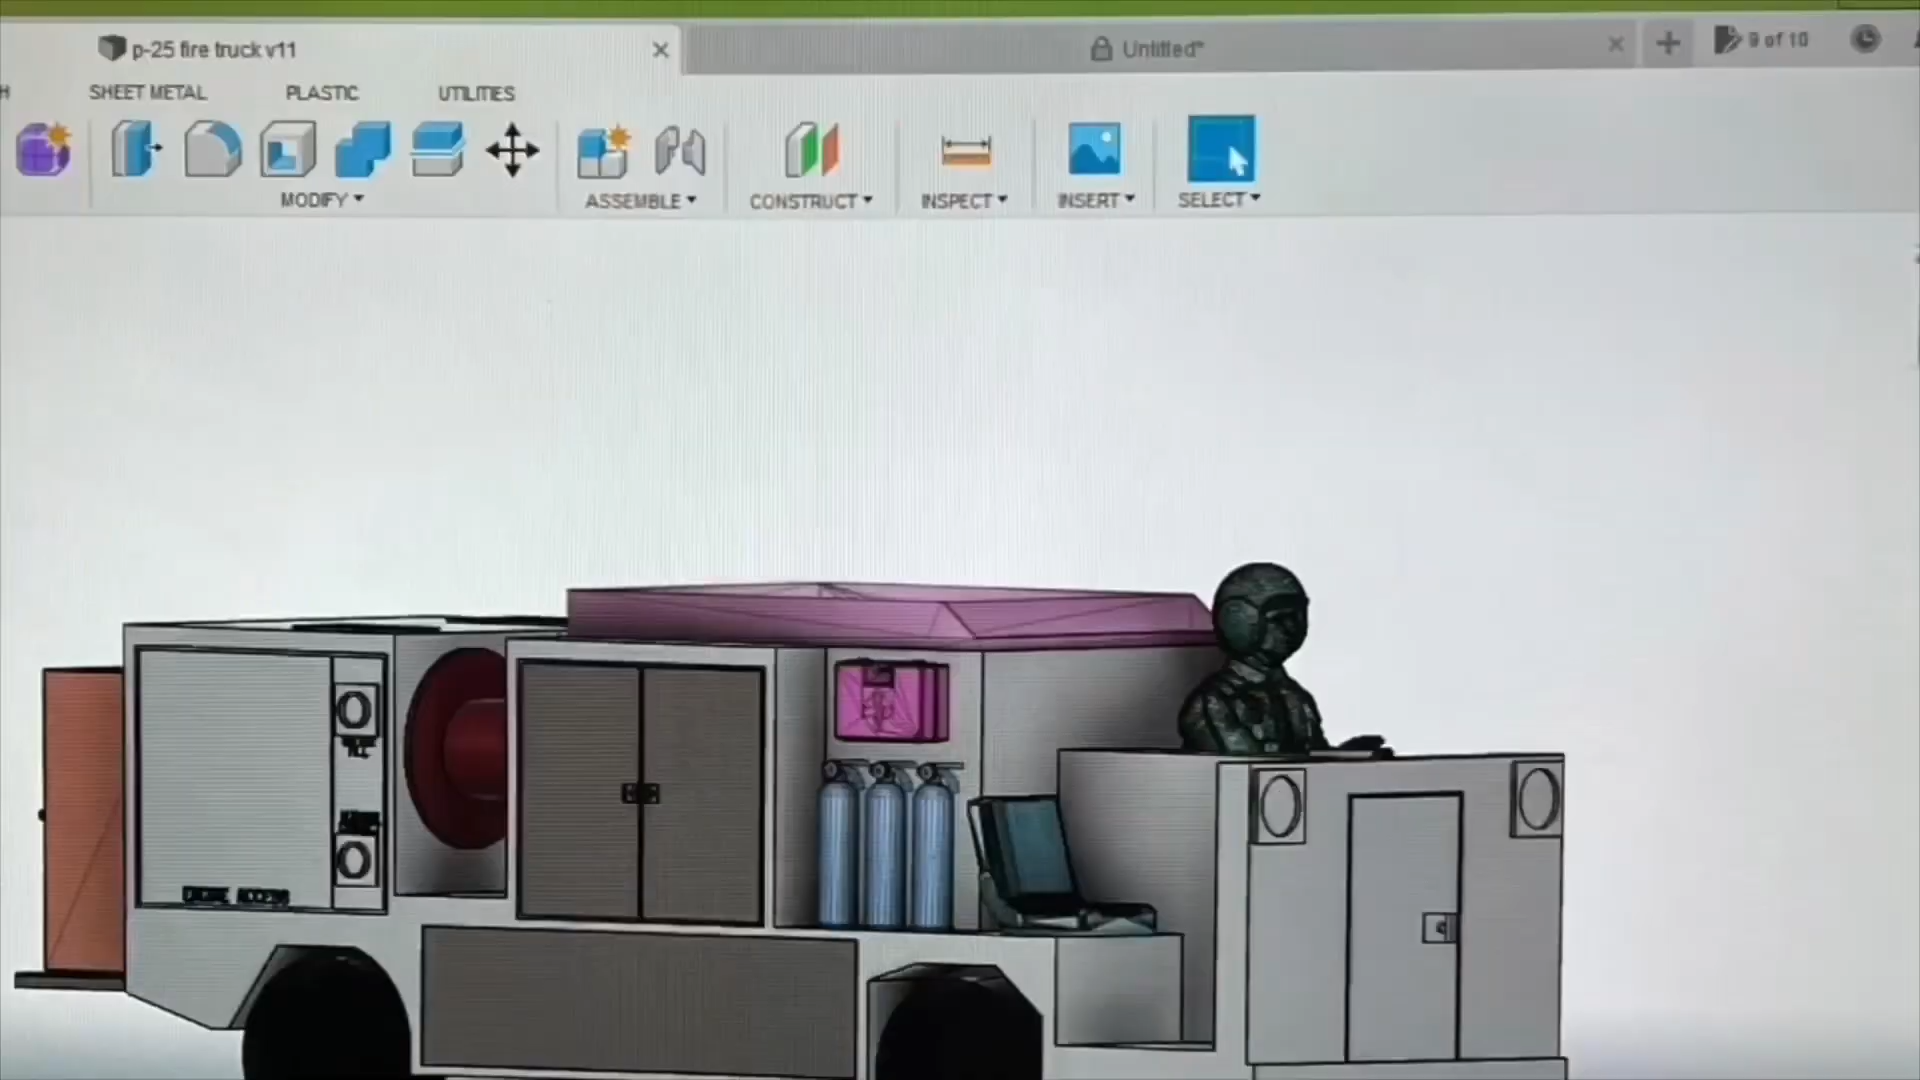 p-25 fire truck v11
Untitled*
9 of 10
SHEET METAL
PLASTIC
UTILITIES
MODIFY
ASSEMBLE
CONSTRUCT
INSPECT
INSERT
SELECT